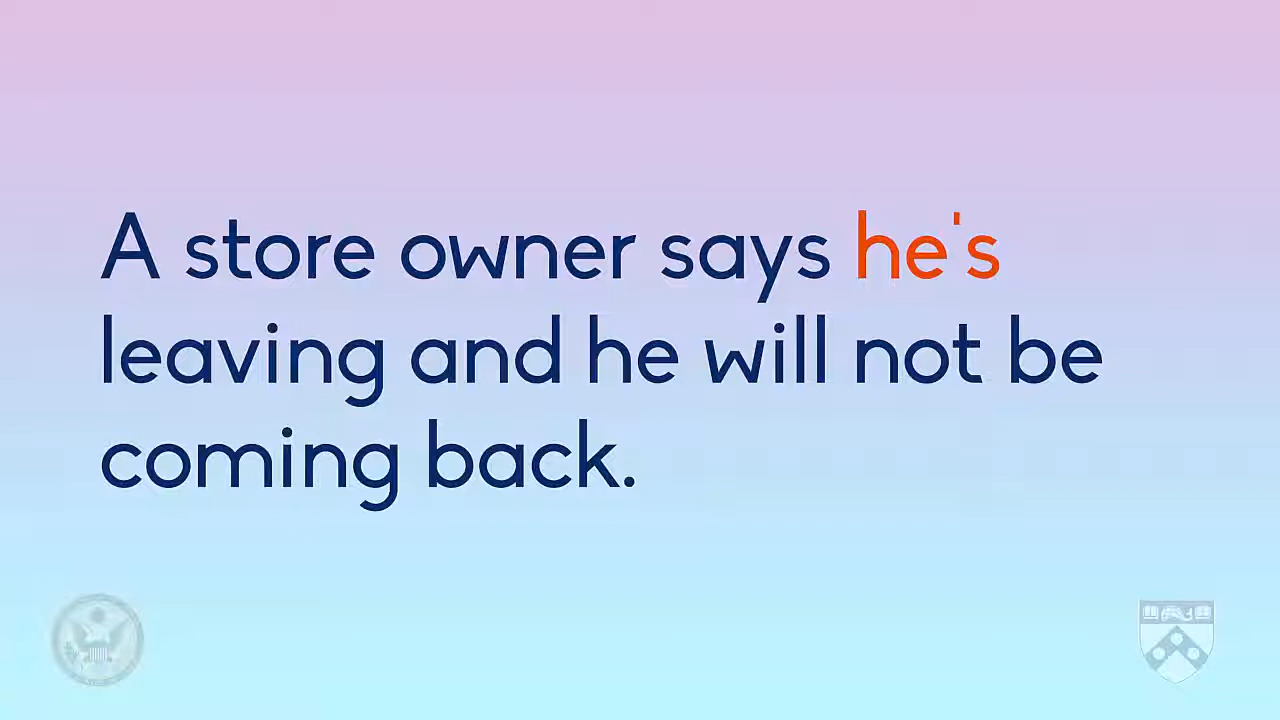 A store owner says he's
leaving and he will not be
coming back.